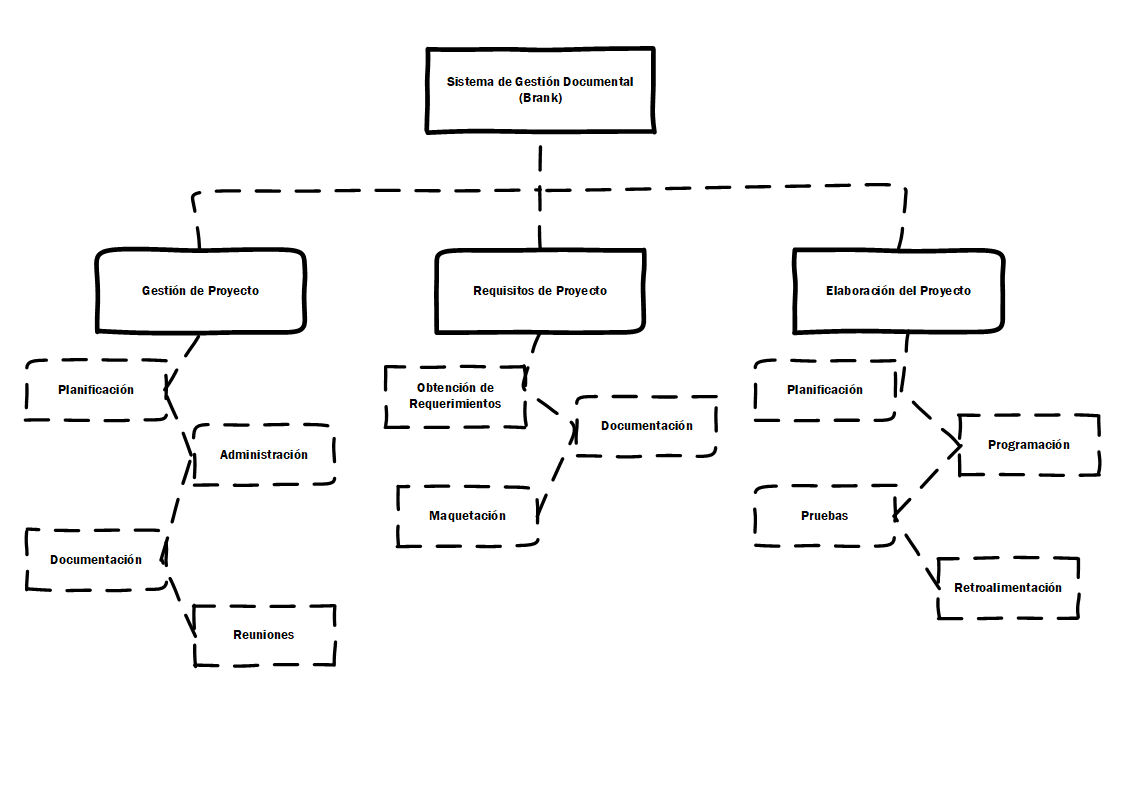 Sistema de Gestión Documental
(Brank)
Gestión de Proyecto
Requisitos de Proyecto
Elaboración del Proyecto
Planificación
Administración
Documentación
Reuniones
Obtención de
Requerimientos
Documentación
Maquetación
Planificación
Programación
Pruebas
Retroalimentación